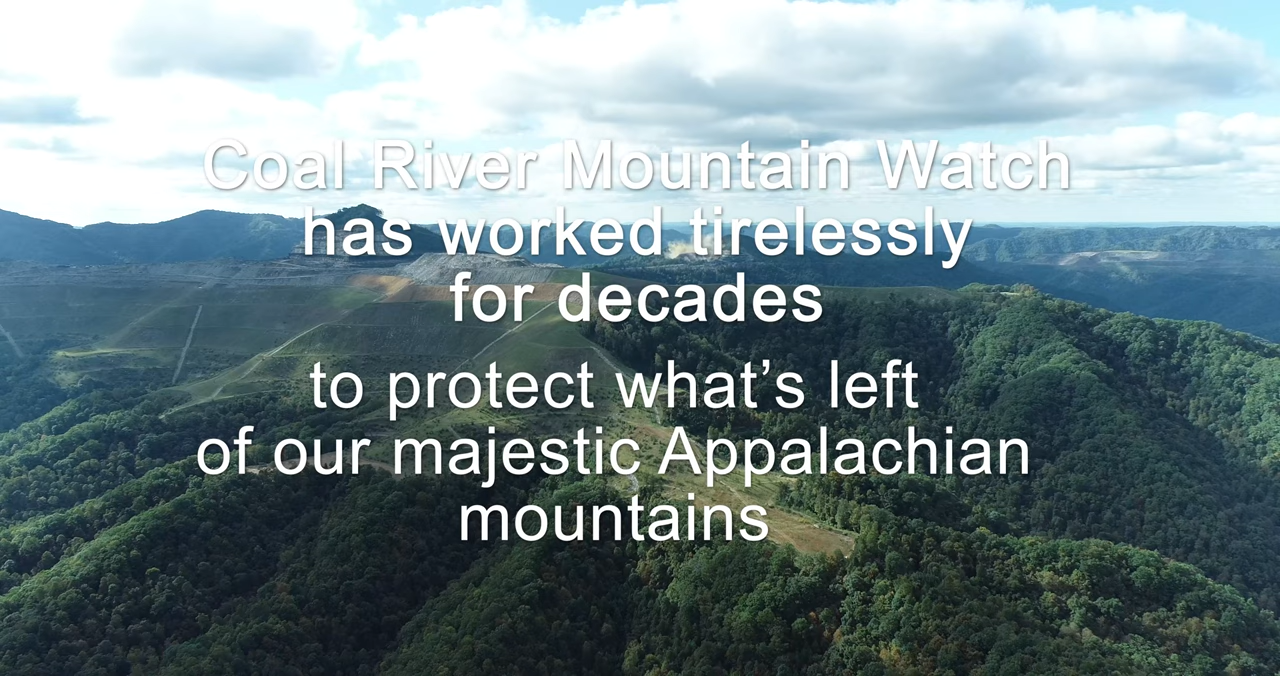 Coal River Mountain Watch
has worked tirelessly
for decades
to protect what’s left
of our majestic Appalachian
mountains